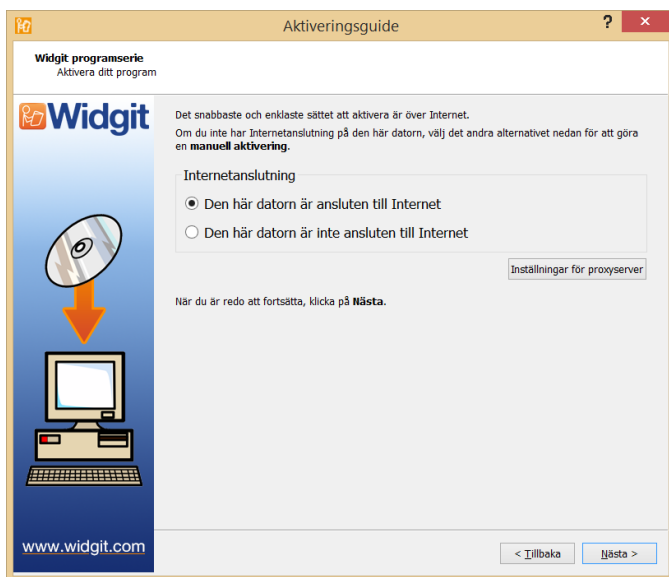 Aktiveringsguide
?
Widgit programserie
Aktivera ditt program
Widgit
Det snabbaste och enklaste sättet att aktivera är över Internet.
Om du inte har Internetanslutning på den här datorn, välj det andra alternativet nedan för att göra
en manuell aktivering.
Internetanslutning
Den här datorn är ansluten till Internet
Den här datorn är inte ansluten till Internet
Inställningar för proxyserver
När du är redo att fortsätta, klicka på Nästa.
www.widgit.com
< Tillbaka
Nästa >